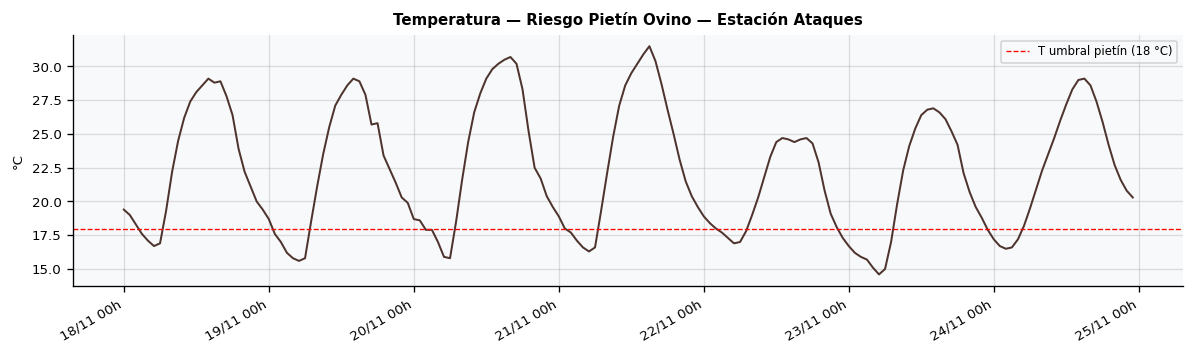 Temperatura — Riesgo Pietín Ovino — Estación Ataques
T umbral pietín (18 °C)
°C
30.0
27.5
25.0
22.5
20.0
17.5
15.0
18/11 00h
19/11 00h
20/11 00h
21/11 00h
22/11 00h
23/11 00h
24/11 00h
25/11 00h